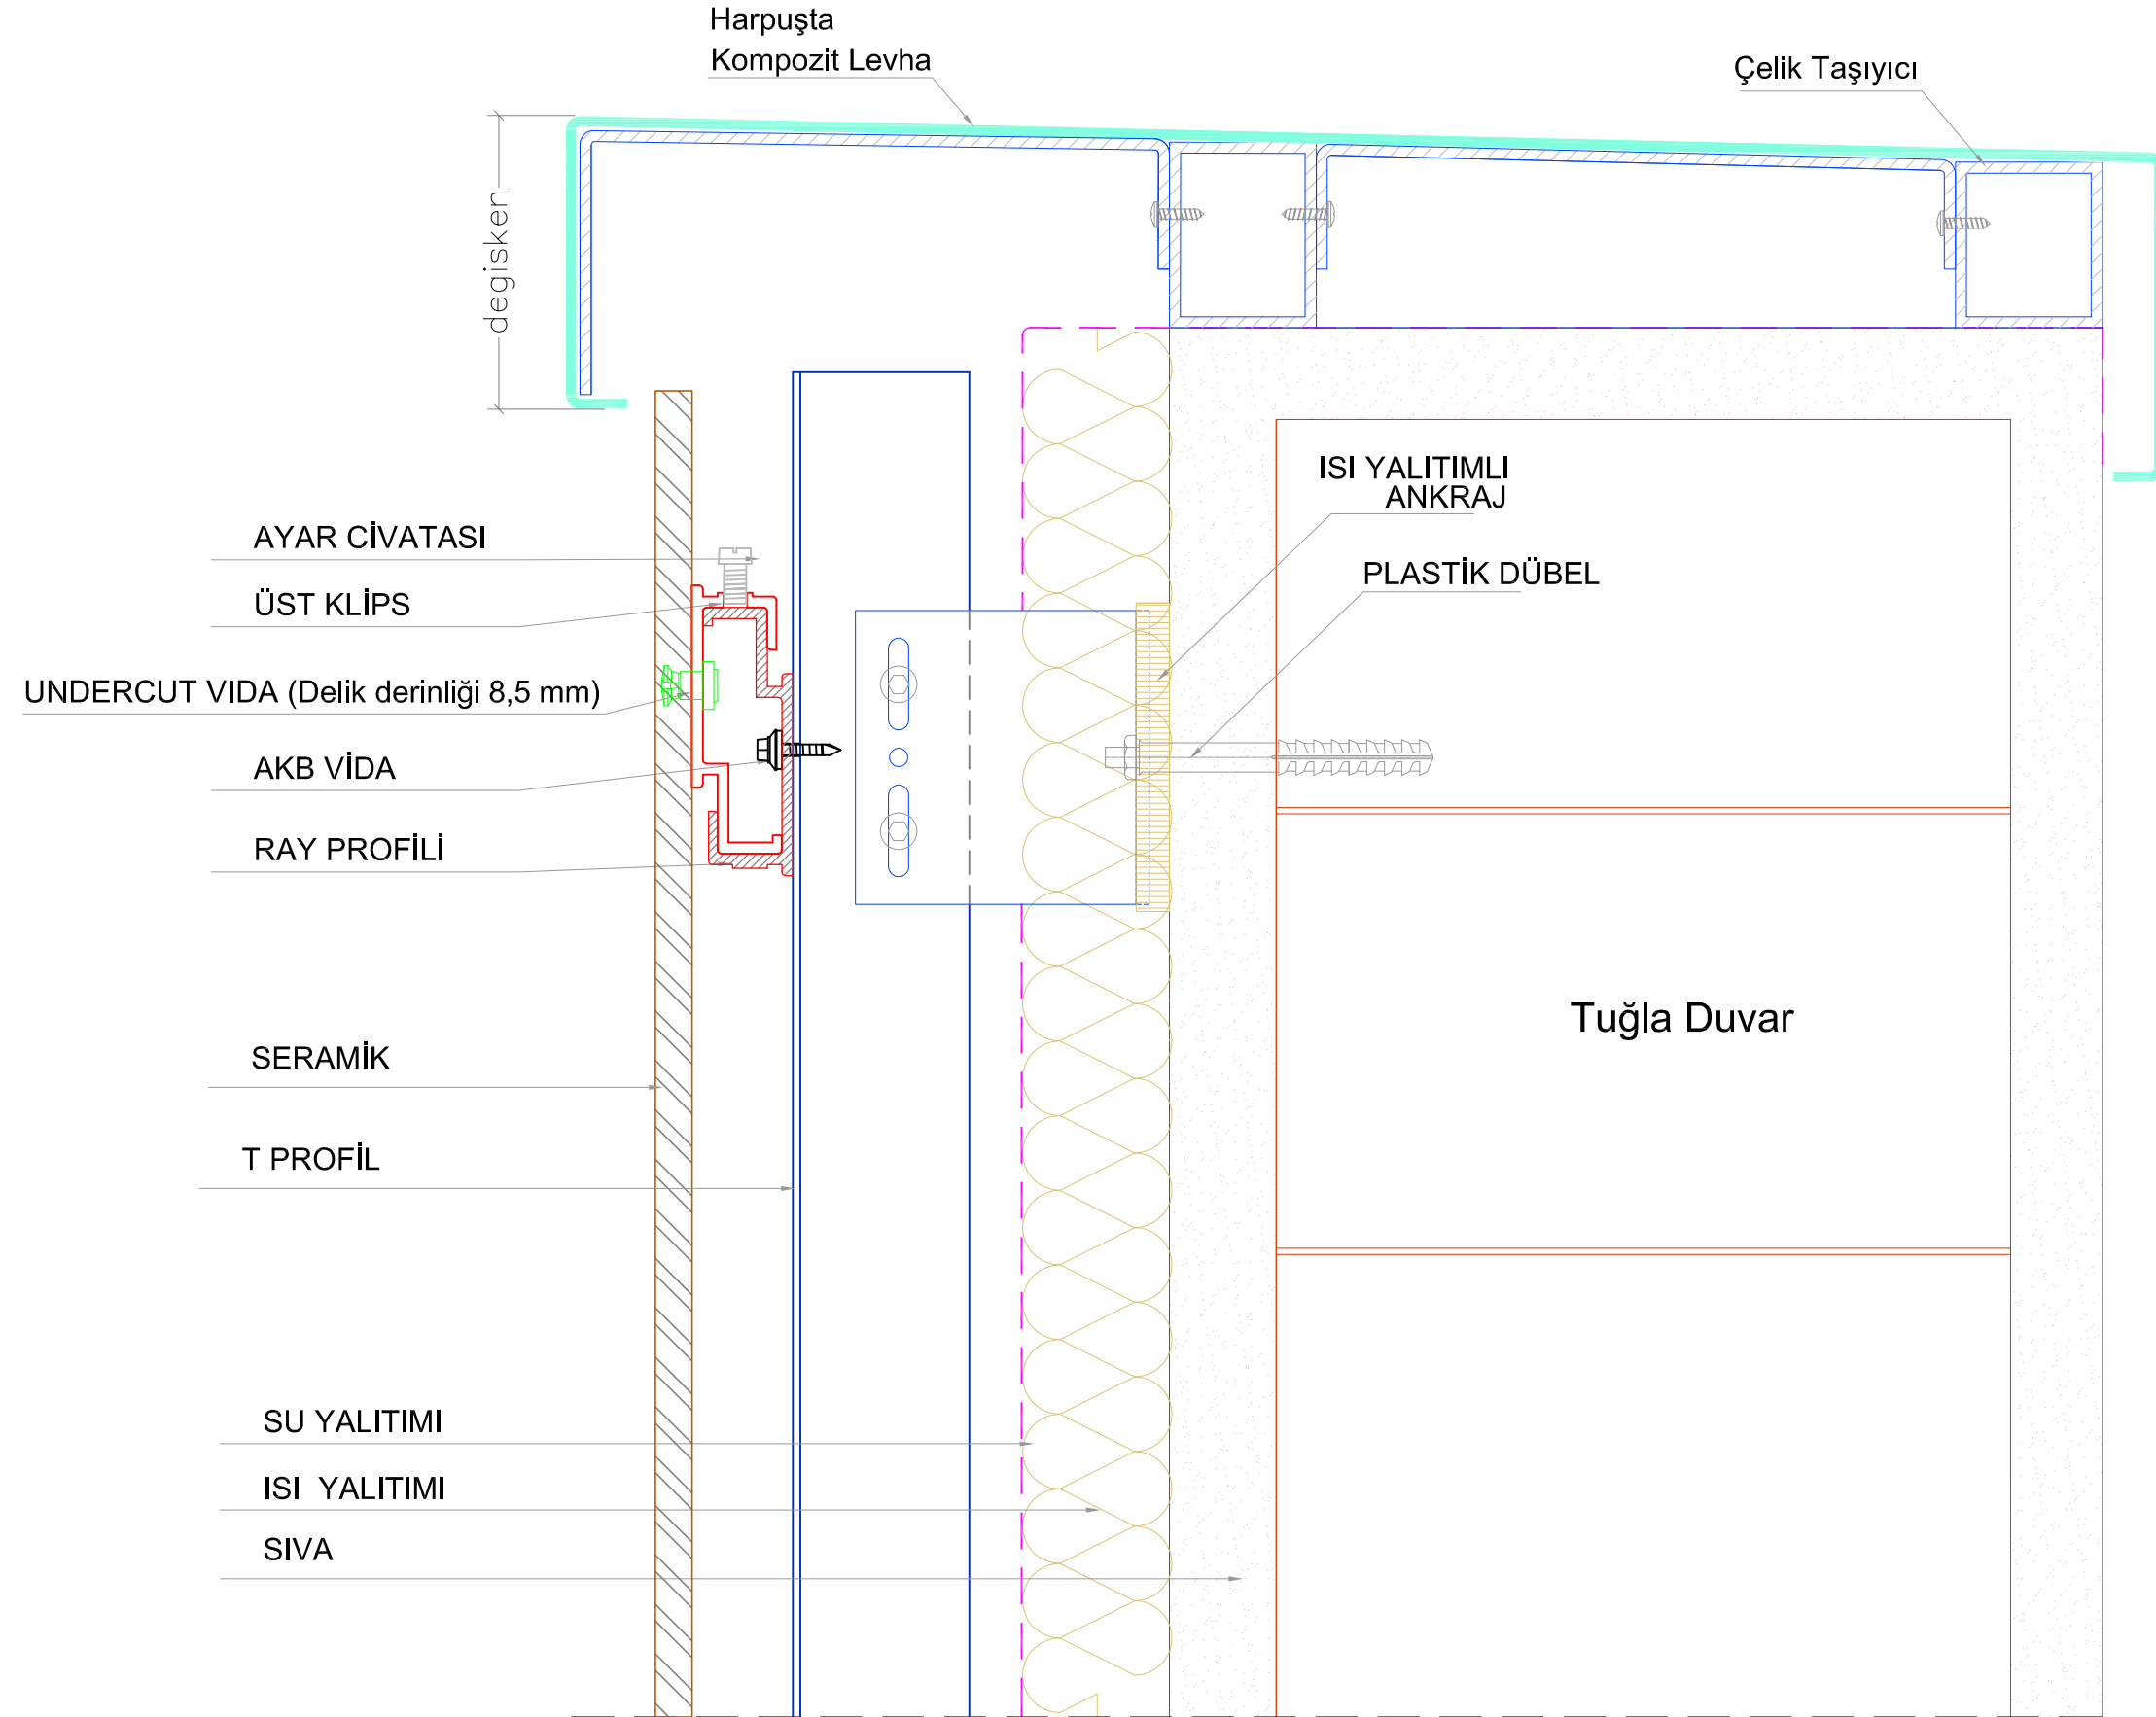 Harpuşta
Kompozit Levha
Çelik Taşıyıcı
degisken
ISI YALITIMLI
ANKRAJ
AYAR CİVATASI
PLASTİK DÜBEL
ÜST KLİPS
UNDERCUT VIDA (Delik derinliği 8,5 mm)
AKB VİDA
RAY PROFİLİ
Tuğla Duvar
SERAMİK
T PROFİL
SU YALITIMI
ISI YALITIMI
SIVA